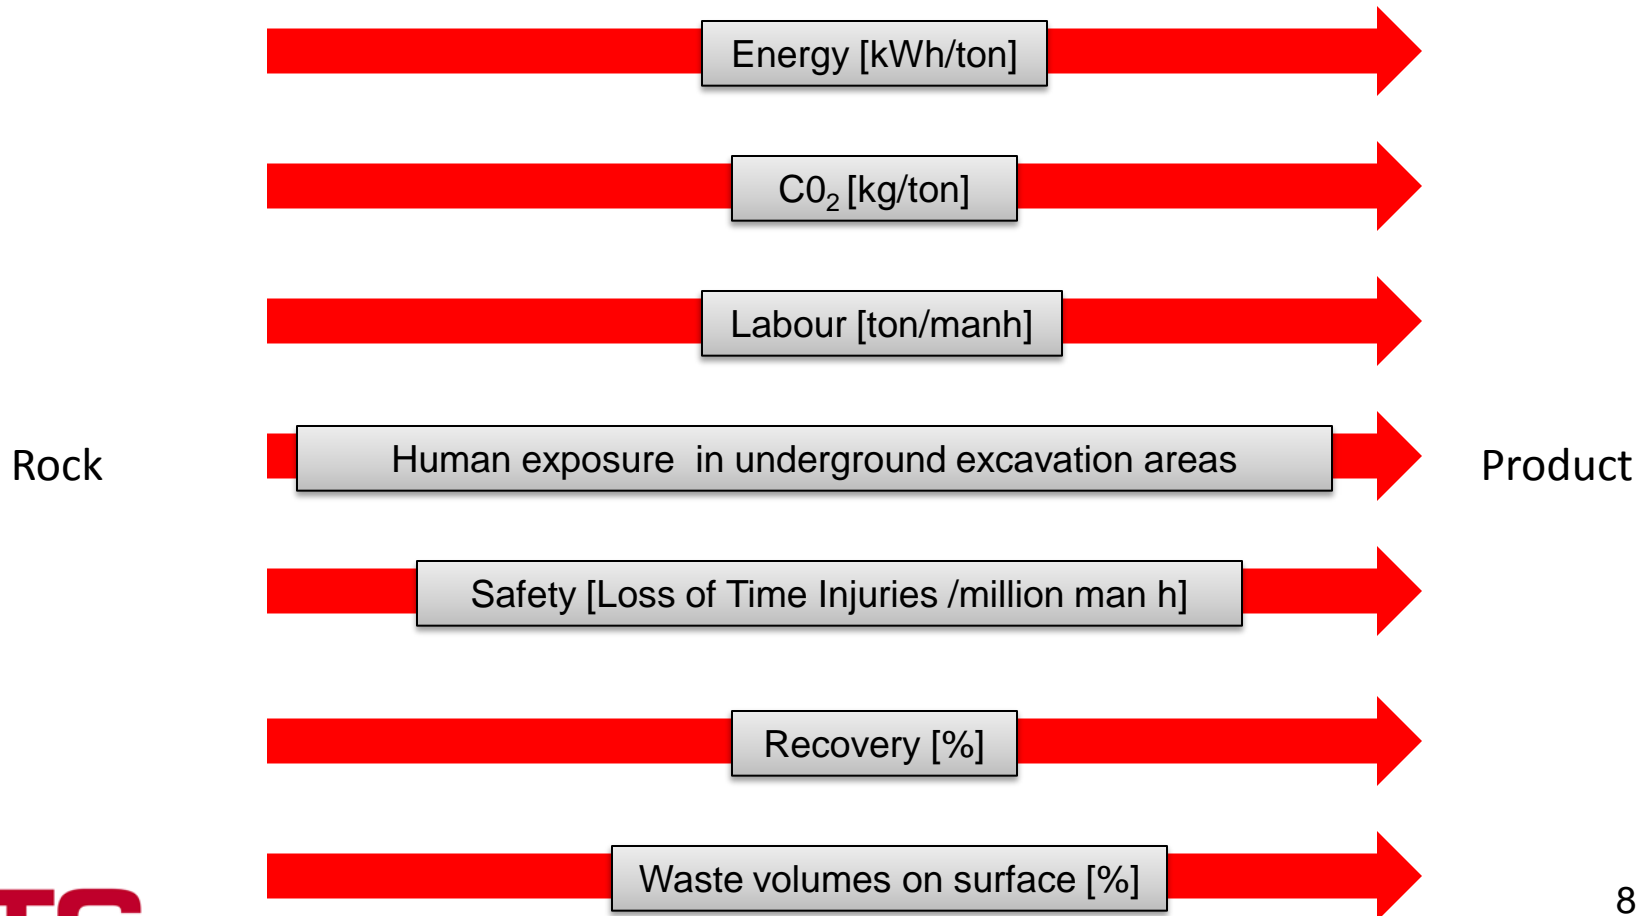 Energy [kWh/ton]
C0₂ [kg/ton]
Labour [ton/manh]
Rock
Human exposure in underground excavation areas
Product
Safety [Loss of Time Injuries /million man h]
Recovery [%]
Waste volumes on surface [%]
8